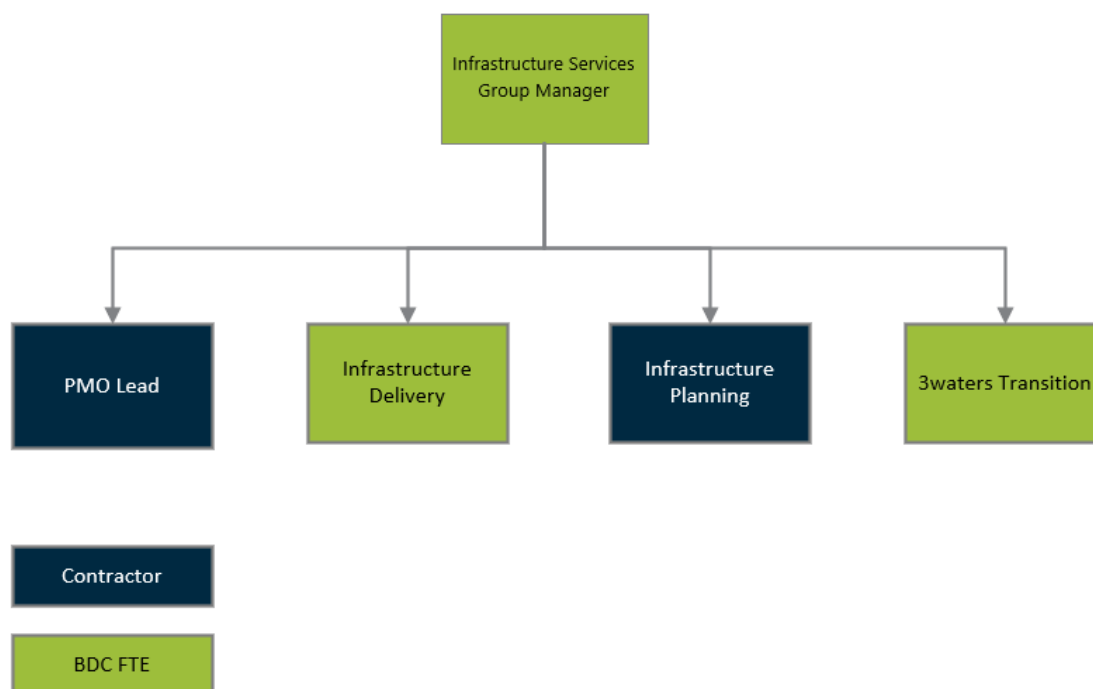 Infrastructure Services
Group Manager
PMO Lead
Infrastructure
Delivery
Infrastructure
Planning
3waters Transition
Contractor
BDC FTE